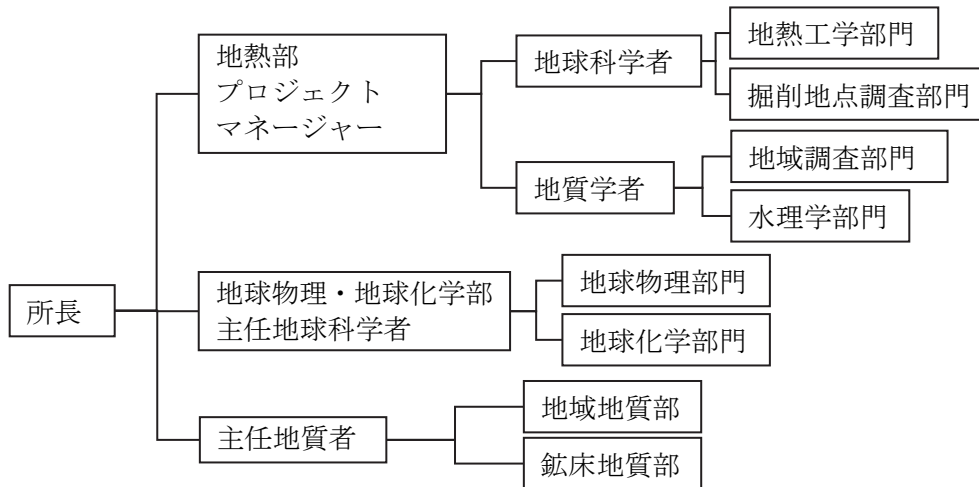 所長
地熱部
プロジェクト
マネージャー
地球科学者
地熱工学部門
掘削地点調査部門
地質学者
地域調査部門
水理学部門
地球物理・地球化学部
主任地球科学者
地球物理部門
地球化学部門
主任地質者
地域地質部
鉱床地質部